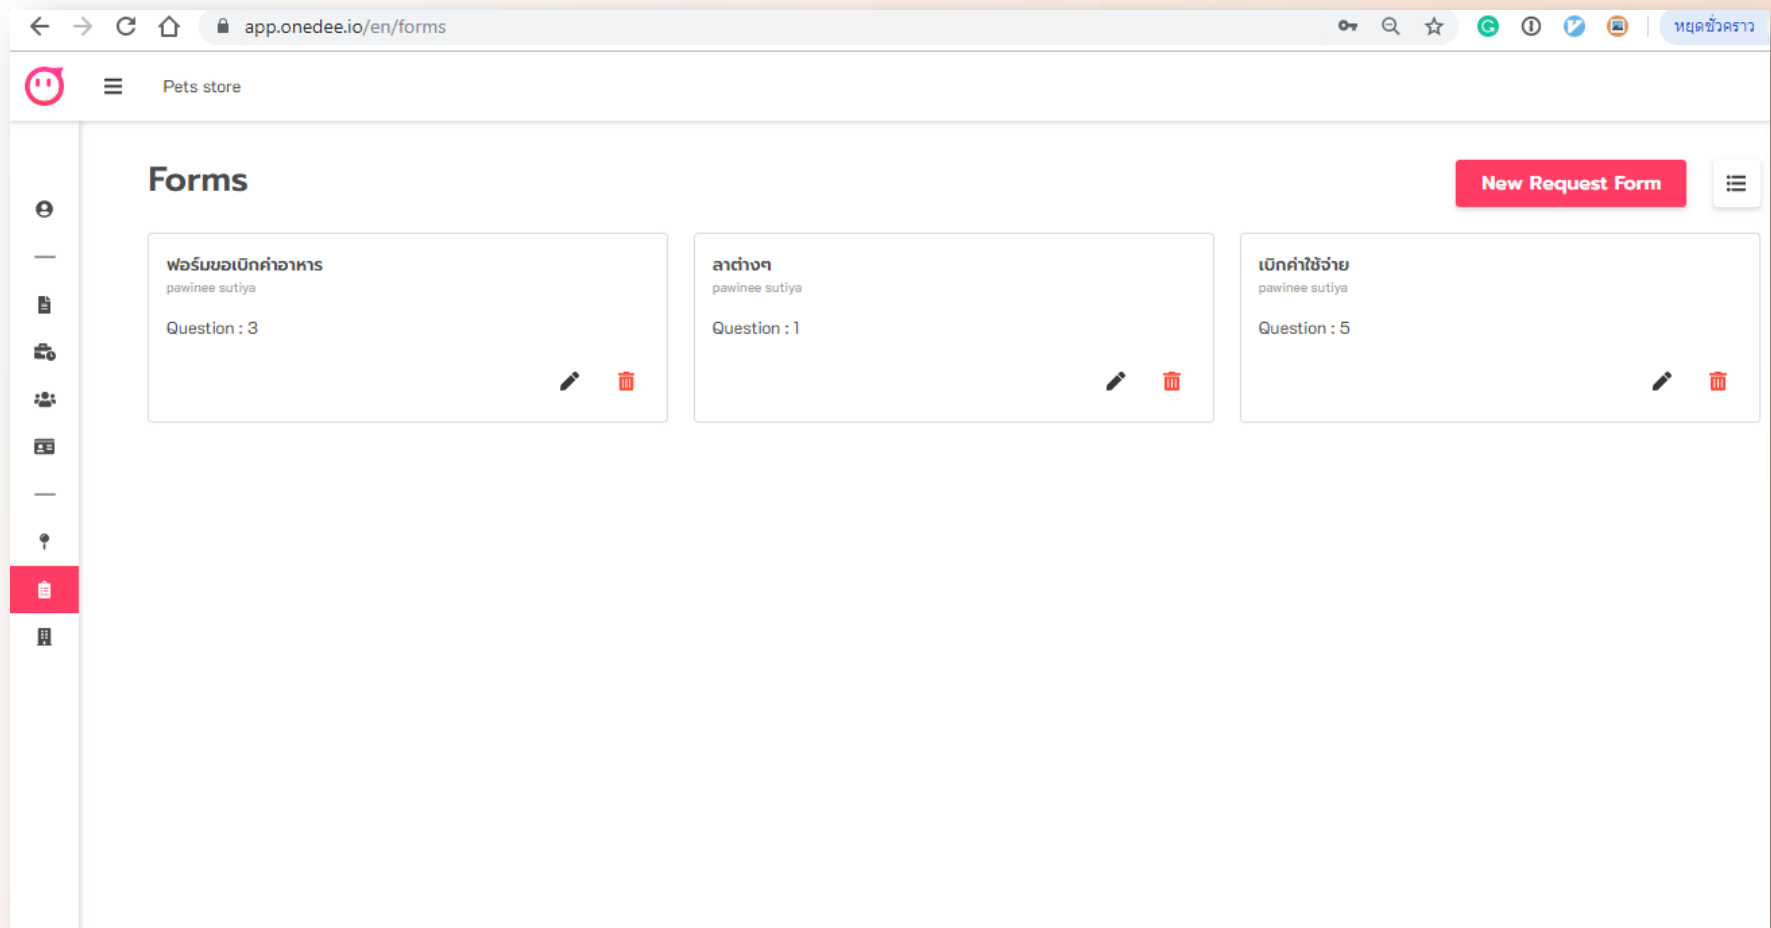 app.onedee.io/en/forms
หยุดชั่วคราว
Pets store
Forms
New Request Form
ฟอร์มขอเบิกค่าอาหาร
pawinee sutiya
Question : 3
ลาต่างๆ
pawinee sutiya
Question : 1
เบิกค่าใช้จ่าย
pawinee sutiya
Question : 5